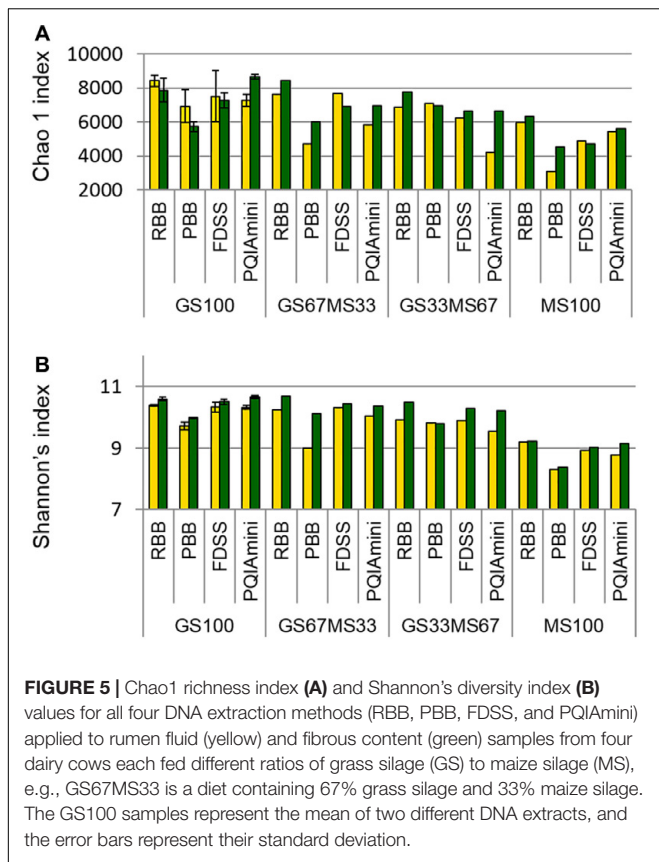 A
Chao 1 index
10000
8000
6000
4000
2000
RBB
PBB
FDSS
PQIAmini
RBB
PBB
FDSS
PQIAmini
RBB
PBB
FDSS
PQIAmini
RBB
PBB
FDSS
PQIAmini
GS100
GS67MS33
GS33MS67
MS100
B
Shannon's index
11
9
7
RBB
PBB
FDSS
PQIAmini
RBB
PBB
FDSS
PQIAmini
RBB
PBB
FDSS
PQIAmini
RBB
PBB
FDSS
PQIAmini
GS100
GS67MS33
GS33MS67
MS100
FIGURE 5 | Chao1 richness index (A) and Shannon's diversity index (B)
values for all four DNA extraction methods (RBB, PBB, FDSS, and PQIAmini)
applied to rumen fluid (yellow) and fibrous content (green) samples from four
dairy cows each fed different ratios of grass silage (GS) to maize silage (MS),
e.g., GS67MS33 is a diet containing 67% grass silage and 33% maize silage.
The GS100 samples represent the mean of two different DNA extracts, and
the error bars represent their standard deviation.